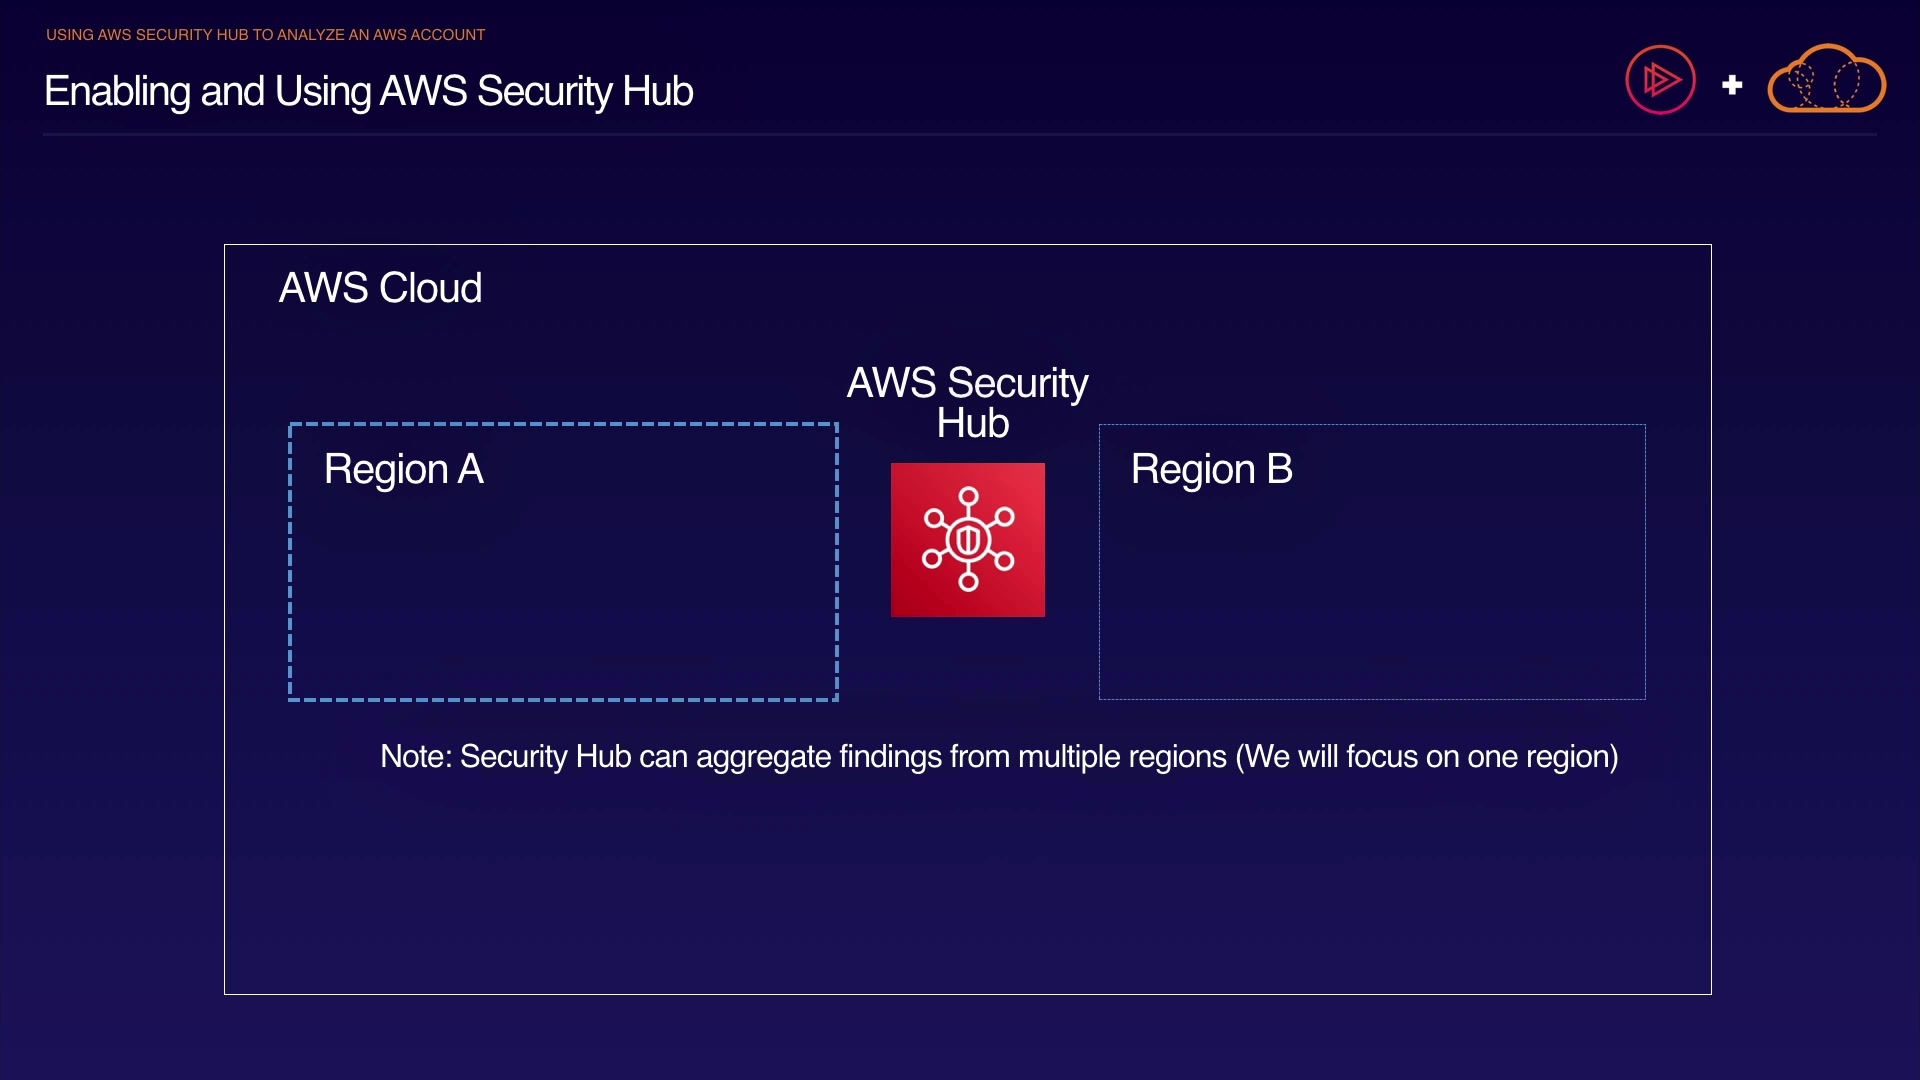 USING AWS SECURITY HUB TO ANALYZE AN AWS ACCOUNT
Enabling and Using AWS Security Hub
AWS Cloud
AWS Security
Hub
Region A
Region B
Note: Security Hub can aggregate findings from multiple regions (We will focus on one region)